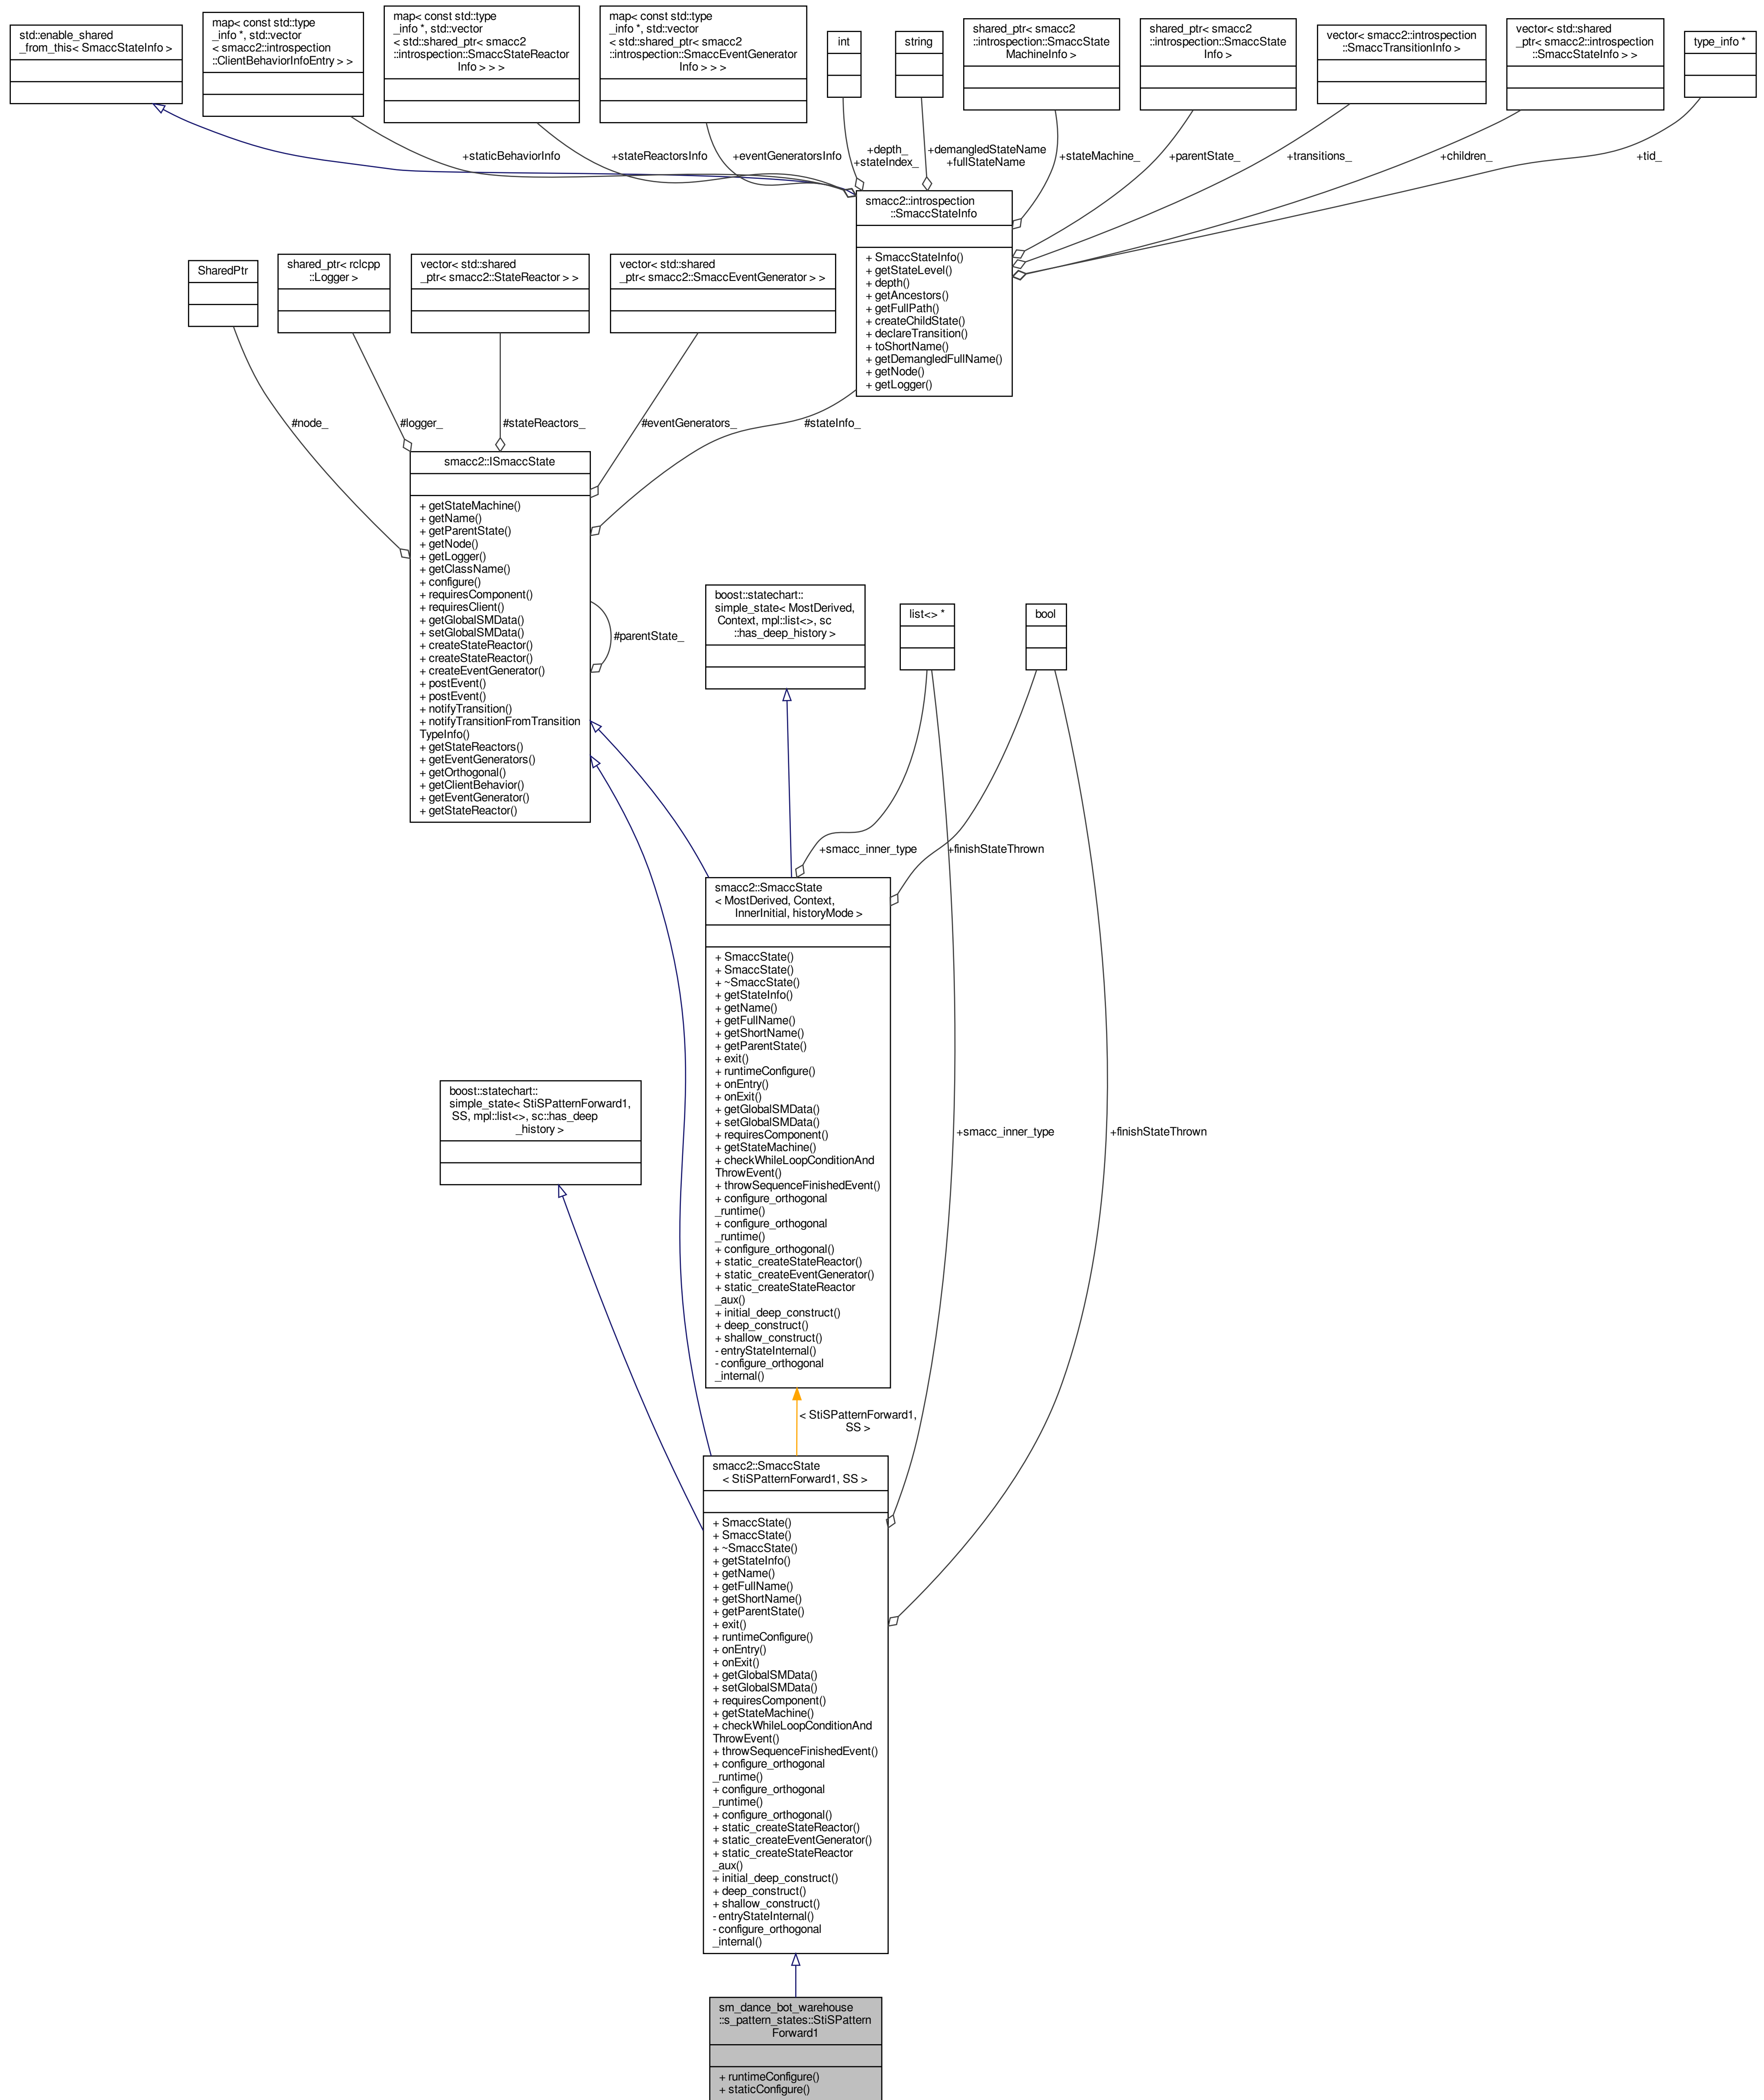 std::enable_shared
_from_this< SmaccStateInfo >
map< const std::type
_info *, std::vector
< smacc2::introspection
::ClientBehaviorInfoEntry > >
map< const std::type
_info *, std::vector
< std::shared_ptr< smacc2
::introspection::SmaccStateReactor
Info > > >
map< const std::type
_info *, std::vector
< std::shared_ptr< smacc2
::introspection::SmaccEventGenerator
Info > > >
int
string
shared_ptr< smacc2
::introspection::SmaccState
MachineInfo >
shared_ptr< smacc2
::introspection::SmaccState
Info >
vector< smacc2::introspection
::SmaccTransitionInfo >
vector< std::shared
_ptr< smacc2::introspection
::SmaccStateInfo > >
type_info *
+staticBehaviorInfo
+stateReactorsInfo
+eventGeneratorsInfo
+depth_
+stateIndex_
+demangledStateName
+fullStateName
+stateMachine_
+parentState_
+transitions_
+children_
+tid_
smacc2::introspection
::SmaccStateInfo
+ SmaccStateInfo()
+ getStateLevel()
+ depth()
+ getAncestors()
+ getFullPath()
+ createChildState()
+ declareTransition()
+ toShortName()
+ getDemangledFullName()
+ getNode()
+ getLogger()
SharedPtr
shared_ptr< rclcpp
::Logger >
vector< std::shared
_ptr< smacc2::StateReactor > >
vector< std::shared
_ptr< smacc2::SmaccEventGenerator > >
#node_
#logger_
#stateReactors_
#eventGenerators_
#stateInfo_
smacc2::ISmaccState
+ getStateMachine()
+ getName()
+ getParentState()
+ getNode()
+ getLogger()
+ getClassName()
+ configure()
+ requiresComponent()
+ requiresClient()
+ getGlobalSMData()
+ setGlobalSMData()
+ createStateReactor()
+ createStateReactor()
+ createEventGenerator()
+ postEvent()
+ postEvent()
+ notifyTransition()
+ notifyTransitionFromTransition
TypeInfo()
+ getStateReactors()
+ getEventGenerators()
+ getOrthogonal()
+ getClientBehavior()
+ getEventGenerator()
+ getStateReactor()
#parentState_
boost::statechart::
simple_state< MostDerived,
Context, mpl::list<>, sc
::has_deep_history >
list<> *
bool
+smacc_inner_type
+finishStateThrown
smacc2::SmaccState
< MostDerived, Context,
InnerInitial, historyMode >
+ SmaccState()
+ SmaccState()
+ ~SmaccState()
+ getStateInfo()
+ getName()
+ getFullName()
+ getShortName()
+ getParentState()
+ exit()
+ runtimeConfigure()
+ onEntry()
+ onExit()
+ getGlobalSMData()
+ setGlobalSMData()
+ requiresComponent()
+ getStateMachine()
+ checkWhileLoopConditionAnd
ThrowEvent()
+ throwSequenceFinishedEvent()
+ configure_orthogonal
_runtime()
+ configure_orthogonal
_runtime()
+ configure_orthogonal()
+ static_createStateReactor()
+ static_createEventGenerator()
+ static_createStateReactor
_aux()
+ initial_deep_construct()
+ deep_construct()
+ shallow_construct()
- entryStateInternal()
- configure_orthogonal
_internal()
boost::statechart::
simple_state< StiSPatternForward1,
SS, mpl::list<>, sc::has_deep
_history >
+smacc_inner_type
+finishStateThrown
< StiSPatternForward1,
SS >
smacc2::SmaccState
< StiSPatternForward1, SS >
+ SmaccState()
+ SmaccState()
+ ~SmaccState()
+ getStateInfo()
+ getName()
+ getFullName()
+ getShortName()
+ getParentState()
+ exit()
+ runtimeConfigure()
+ onEntry()
+ onExit()
+ getGlobalSMData()
+ setGlobalSMData()
+ requiresComponent()
+ getStateMachine()
+ checkWhileLoopConditionAnd
ThrowEvent()
+ throwSequenceFinishedEvent()
+ configure_orthogonal
_runtime()
+ configure_orthogonal
_runtime()
+ configure_orthogonal()
+ static_createStateReactor()
+ static_createEventGenerator()
+ static_createStateReactor
_aux()
+ initial_deep_construct()
+ deep_construct()
+ shallow_construct()
- entryStateInternal()
- configure_orthogonal
_internal()
sm_dance_bot_warehouse
::s_pattern_states::StiSPattern
Forward1
+ runtimeConfigure()
+ staticConfigure()